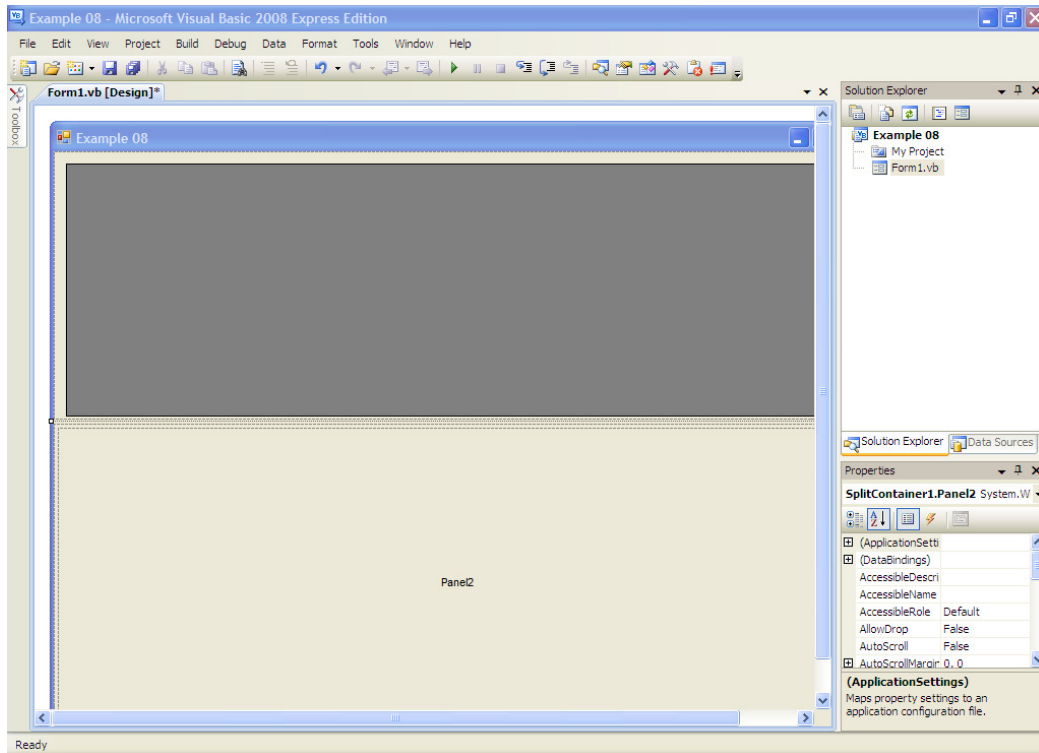 Example 08 - Microsoft Visual Basic 2008 Express Edition
File Edit View Project Build Debug Data Format Tools Window Help
Toolbox
Form1.vb [Design]*
Example 08
Panel2
Solution Explorer
Example 08
My Project
Form1.vb
Solution Explorer Data Sources
Properties
SplitContainer1.Panel2 System.W
(ApplicationSetti
(DataBindings)
AccessibleDescri
AccessibleName
AccessibleRole Default
AllowDrop False
AutoScroll False
AutoScrollMargin 0, 0
(ApplicationSettings)
Maps property settings to an
application configuration file.
Ready